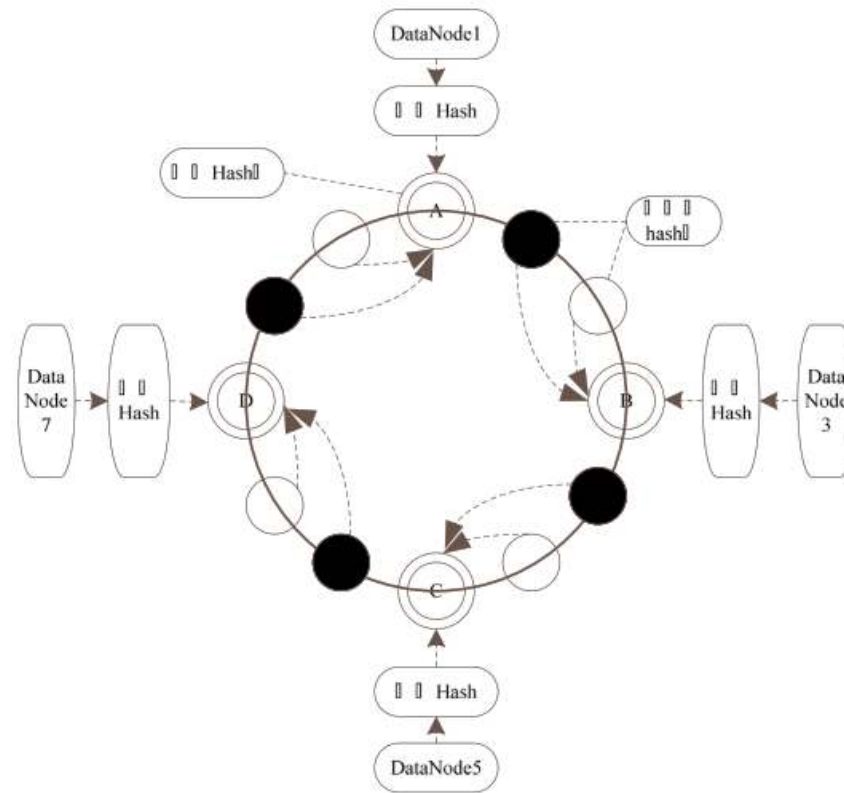 DataNode1
Hash
Hash
A
hash
Data
Node
7
Hash
D
B
Hash
Data
Node
3
C
Hash
DataNode5